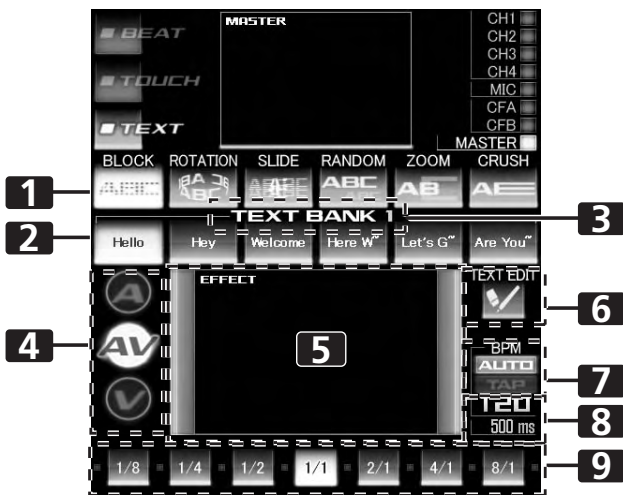 BEAT
TOUCH
TEXT
MASTER
CH1
CH2
CH3
CH4
MIC
CFA
CFB
MASTER
BLOCK ROTATION SLIDE RANDOM ZOOM CRUSH
1
ABC ABC AB AE
TEXT BANK 1
3
2
Hello Hey Welcome Here W~ Let's G~ Are You~
4
A
AV
V
EFFECT
5
TEXT EDIT
6
BPM
AUTO
TAP
7
120
500 ms
8
1/8 1/4 1/2 1/1 2/1 4/1 8/1
9